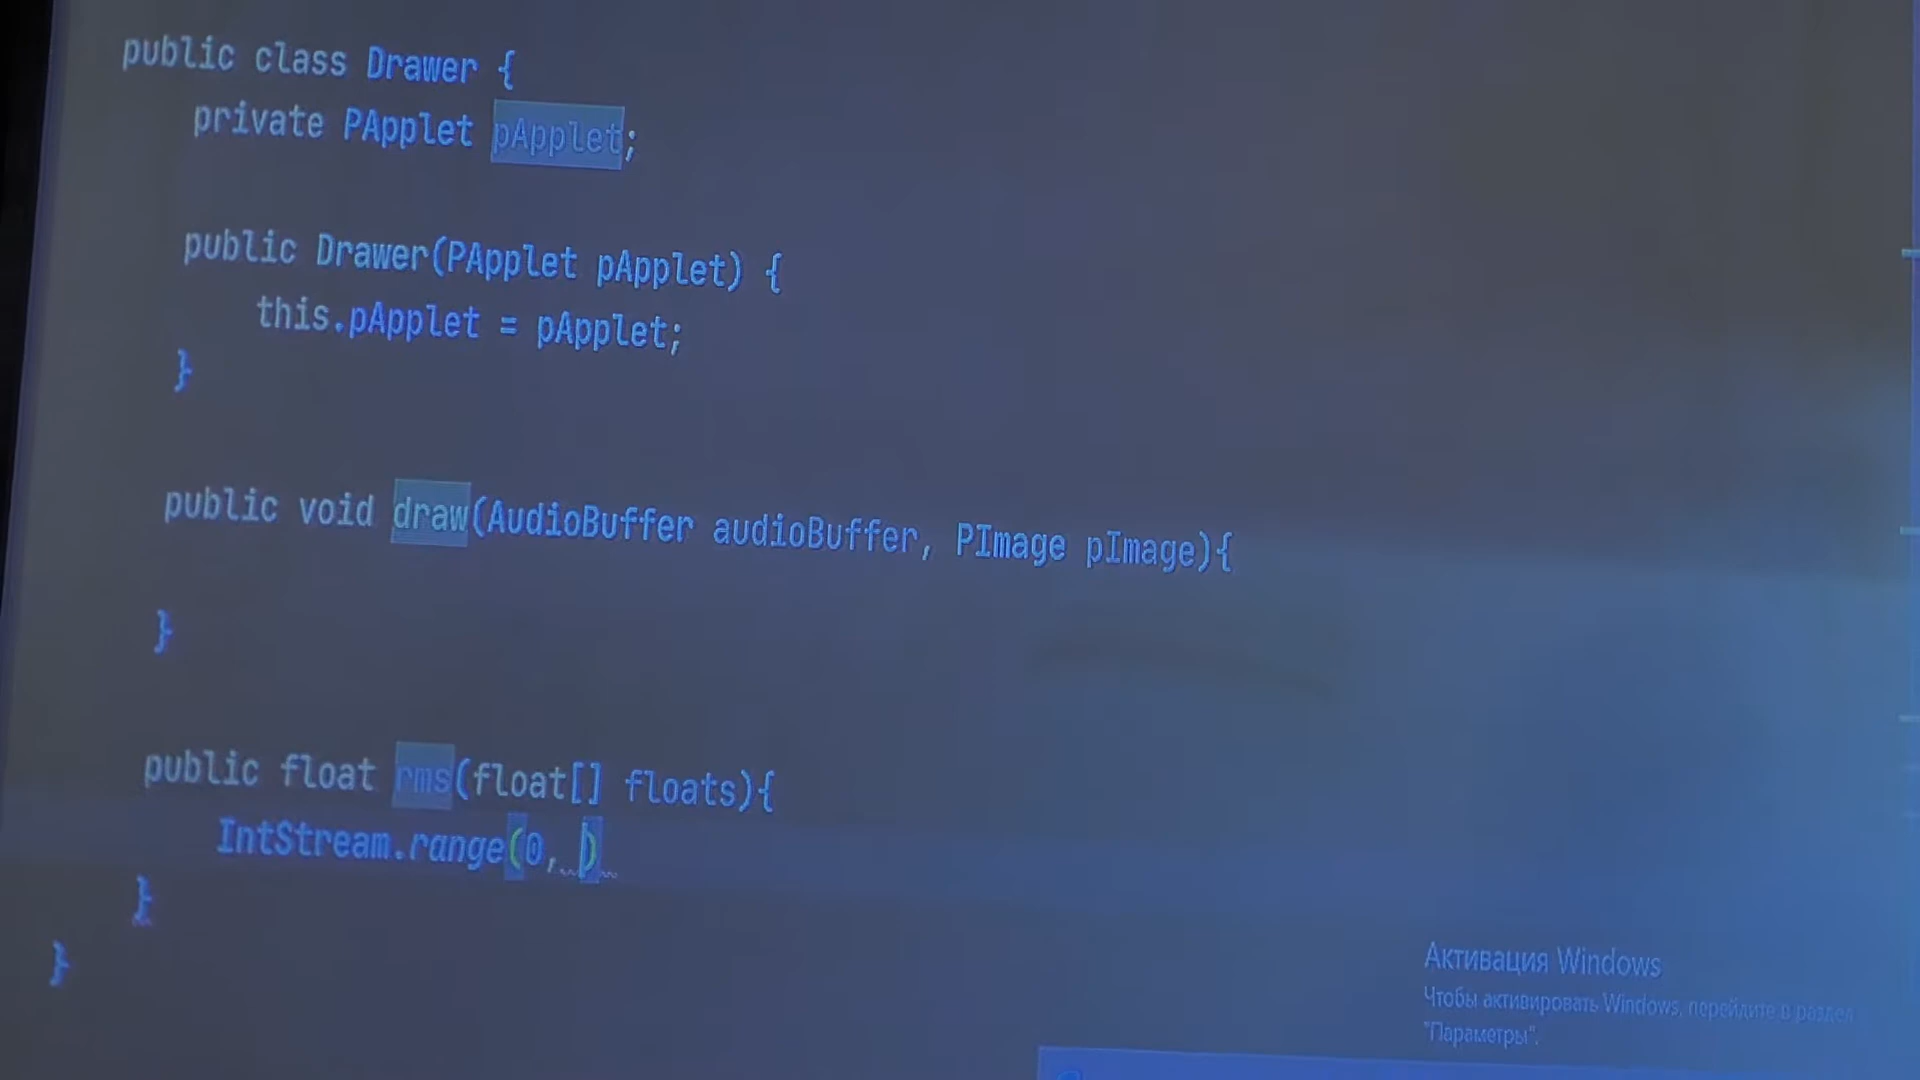 public class Drawer {
private PApplet pApplet;
public Drawer(PApplet pApplet) {
this.pApplet = pApplet;
}
public void draw(AudioBuffer audioBuffer, PImage pImage){
}
public float rms(float[] floats){
IntStream.range(0, )
}
}
Активация Windows
Чтобы активировать Windows, перейдите в раздел
"Параметры".